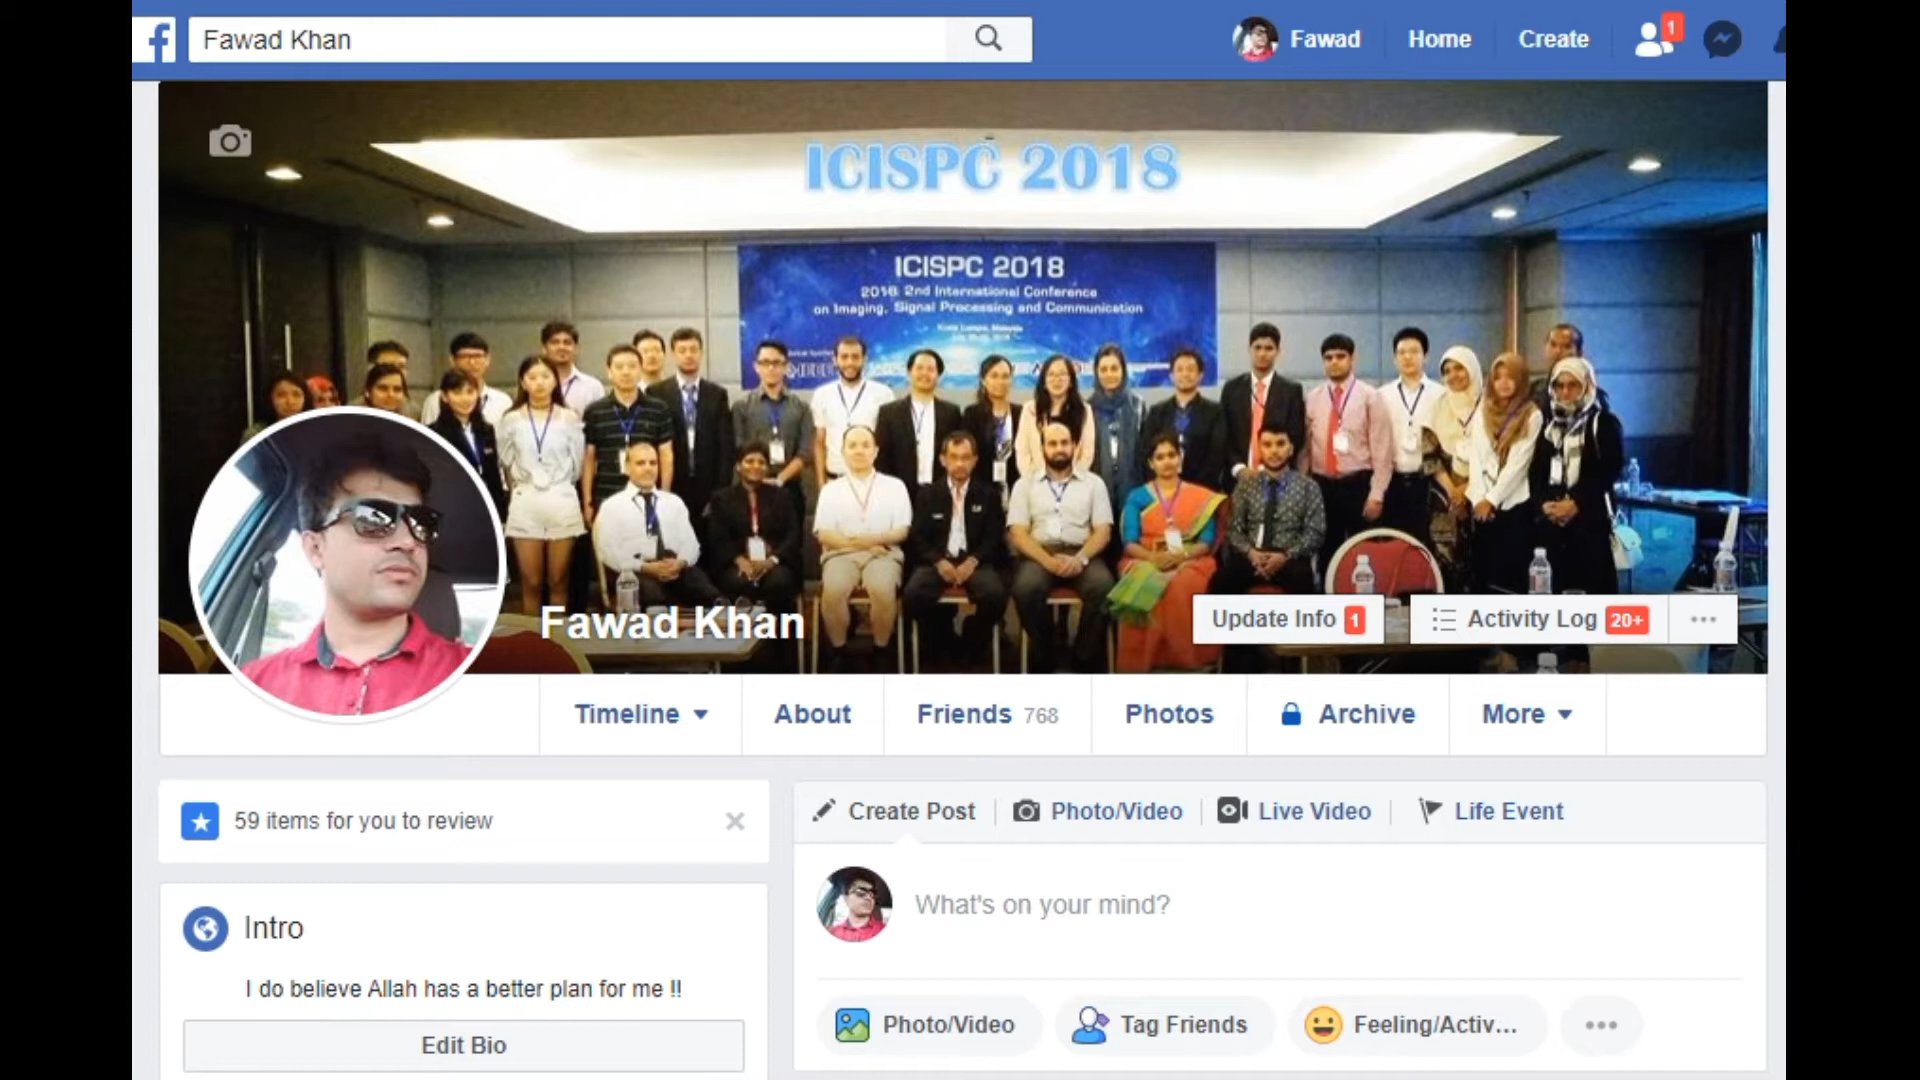 f
Fawad Khan
Fawad
Home
Create
1
ICISPC 2018
ICISPC 2018
2018 2nd International Conference
on Imaging, Signal Processing and Communication
Fawad Khan
Update Info 1
Activity Log 20+
Timeline
About
Friends 768
Photos
Archive
More
59 items for you to review
Create Post
Photo/Video
Live Video
Life Event
Intro
What's on your mind?
I do believe Allah has a better plan for me !!
Edit Bio
Photo/Video
Tag Friends
Feeling/Activ...